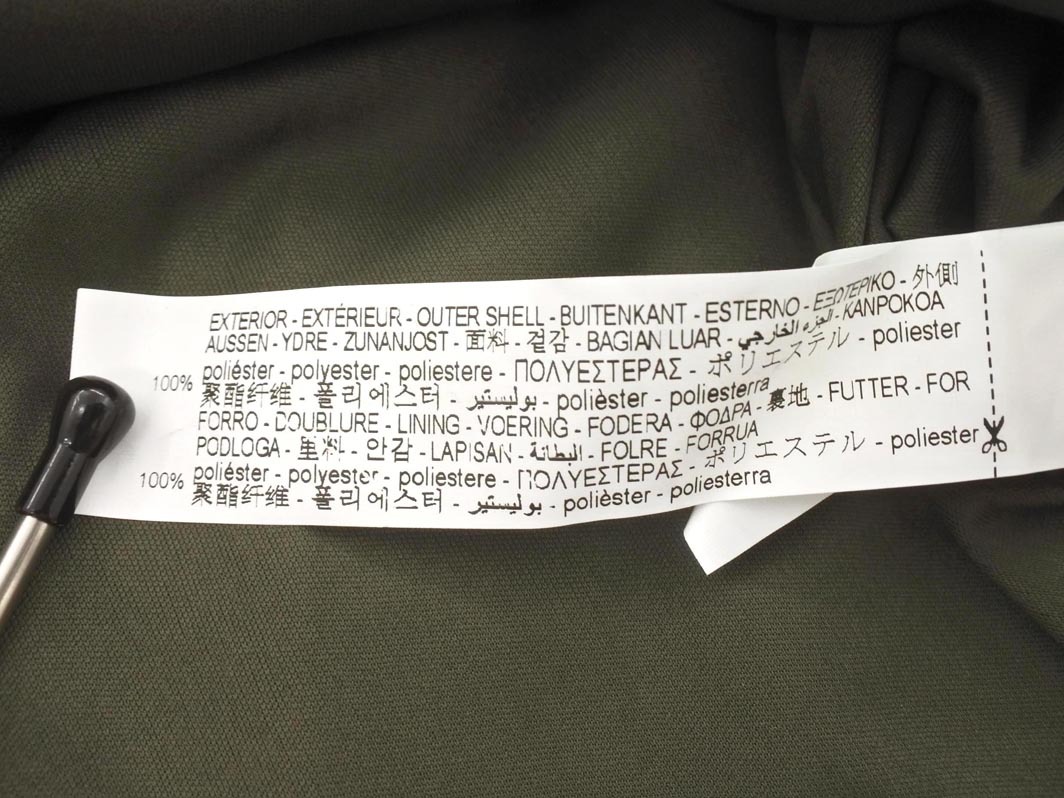 EXTERIOR - EXTÉRIEUR - OUTER SHELL - BUITENKANT - ESTERNO - ΕΞΩΤΕΡΙΚΟ - 外側
AUSSEN - YDRE - ZUNANJOST - 面料 - 겉감 - BAGIAN LUAR - الجزء الخارجي - KANPOKOA
100% poliéster - polyester - poliestere - ΠΟΛΥΕΣΤΕΡΑΣ - ポリエステル - poliester
聚酯纤维 - 폴리에스터 - بوليستير - polièster - poliesterra
FORRO - DOUBLURE - LINING - VOERING - FODERA - ΦΟΔΡΑ - 裏地 - FUTTER - FOR
PODLOGA - 里料 - 안감 - LAPISAN - البطانة - FOLRE - FORRUA
100% poliéster - polyester - poliestere - ΠΟΛΥΕΣΤΕΡΑΣ - ポリエステル - poliester
聚酯纤维 - 폴리에스터 - بوليستير - polièster - poliesterra